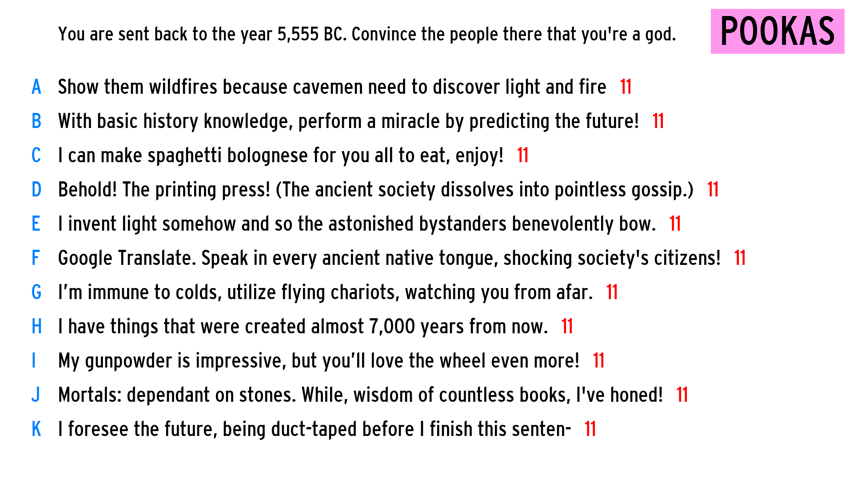 You are sent back to the year 5,555 BC. Convince the people there that you're a god.
POOKAS
A Show them wildfires because cavemen need to discover light and fire 11
B With basic history knowledge, perform a miracle by predicting the future! 11
C I can make spaghetti bolognese for you all to eat, enjoy! 11
D Behold! The printing press! (The ancient society dissolves into pointless gossip.) 11
E I invent light somehow and so the astonished bystanders benevolently bow. 11
F Google Translate. Speak in every ancient native tongue, shocking society's citizens! 11
G I’m immune to colds, utilize flying chariots, watching you from afar. 11
H I have things that were created almost 7,000 years from now. 11
I My gunpowder is impressive, but you’ll love the wheel even more! 11
J Mortals: dependant on stones. While, wisdom of countless books, I've honed! 11
K I foresee the future, being duct-taped before I finish this senten- 11